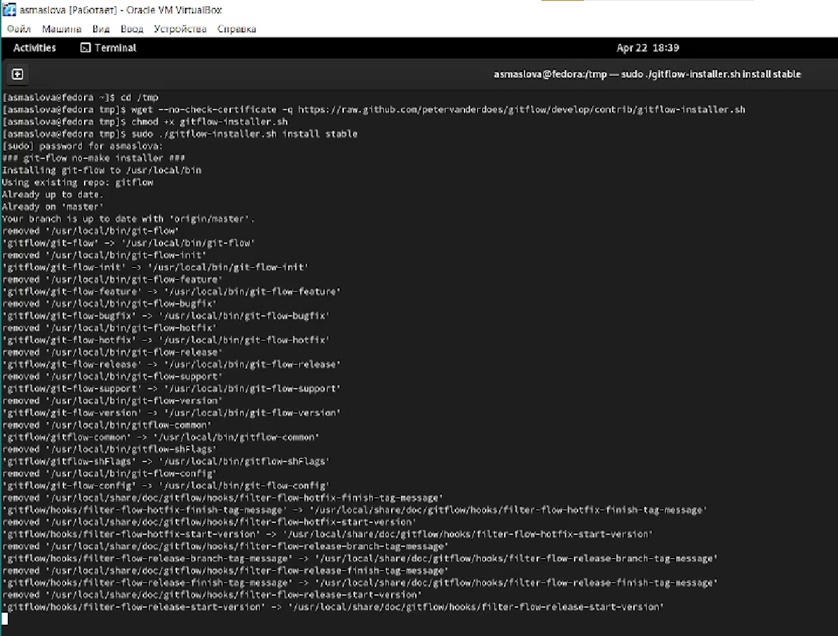 asmaslova [Работает] - Oracle VM VirtualBox
Файл Машина Вид Ввод Устройства Справка
Activities Terminal Apr 22 18:39
asmaslova@fedora:/tmp — sudo ./gitflow-installer.sh install stable
[asmaslova@fedora ~]$ cd /tmp
[asmaslova@fedora tmp]$ wget --no-check-certificate -q https://raw.github.com/petervanderdoes/gitflow/develop/contrib/gitflow-installer.sh
[asmaslova@fedora tmp]$ chmod +x gitflow-installer.sh
[asmaslova@fedora tmp]$ sudo ./gitflow-installer.sh install stable
[sudo] password for asmaslova:
### git-flow no-make installer ###
Installing git-flow to /usr/local/bin
Using existing repo: gitflow
Already up to date.
Already on 'master'
Your branch is up to date with 'origin/master'.
removed '/usr/local/bin/git-flow'
'gitflow/git-flow' -> '/usr/local/bin/git-flow'
removed '/usr/local/bin/git-flow-init'
'gitflow/git-flow-init' -> '/usr/local/bin/git-flow-init'
removed '/usr/local/bin/git-flow-feature'
'gitflow/git-flow-feature' -> '/usr/local/bin/git-flow-feature'
removed '/usr/local/bin/git-flow-bugfix'
'gitflow/git-flow-bugfix' -> '/usr/local/bin/git-flow-bugfix'
removed '/usr/local/bin/git-flow-hotfix'
'gitflow/git-flow-hotfix' -> '/usr/local/bin/git-flow-hotfix'
removed '/usr/local/bin/git-flow-release'
'gitflow/git-flow-release' -> '/usr/local/bin/git-flow-release'
removed '/usr/local/bin/git-flow-support'
'gitflow/git-flow-support' -> '/usr/local/bin/git-flow-support'
removed '/usr/local/bin/git-flow-version'
'gitflow/git-flow-version' -> '/usr/local/bin/git-flow-version'
removed '/usr/local/bin/gitflow-common'
'gitflow/gitflow-common' -> '/usr/local/bin/gitflow-common'
removed '/usr/local/bin/gitflow-shFlags'
'gitflow/gitflow-shFlags' -> '/usr/local/bin/gitflow-shFlags'
removed '/usr/local/bin/git-flow-config'
'gitflow/git-flow-config' -> '/usr/local/bin/git-flow-config'
removed '/usr/local/share/doc/gitflow/hooks/filter-flow-hotfix-finish-tag-message'
'gitflow/hooks/filter-flow-hotfix-finish-tag-message' -> '/usr/local/share/doc/gitflow/hooks/filter-flow-hotfix-finish-tag-message'
removed '/usr/local/share/doc/gitflow/hooks/filter-flow-hotfix-start-version'
'gitflow/hooks/filter-flow-hotfix-start-version' -> '/usr/local/share/doc/gitflow/hooks/filter-flow-hotfix-start-version'
removed '/usr/local/share/doc/gitflow/hooks/filter-flow-release-branch-tag-message'
'gitflow/hooks/filter-flow-release-branch-tag-message' -> '/usr/local/share/doc/gitflow/hooks/filter-flow-release-branch-tag-message'
removed '/usr/local/share/doc/gitflow/hooks/filter-flow-release-finish-tag-message'
'gitflow/hooks/filter-flow-release-finish-tag-message' -> '/usr/local/share/doc/gitflow/hooks/filter-flow-release-finish-tag-message'
removed '/usr/local/share/doc/gitflow/hooks/filter-flow-release-start-version'
'gitflow/hooks/filter-flow-release-start-version' -> '/usr/local/share/doc/gitflow/hooks/filter-flow-release-start-version'